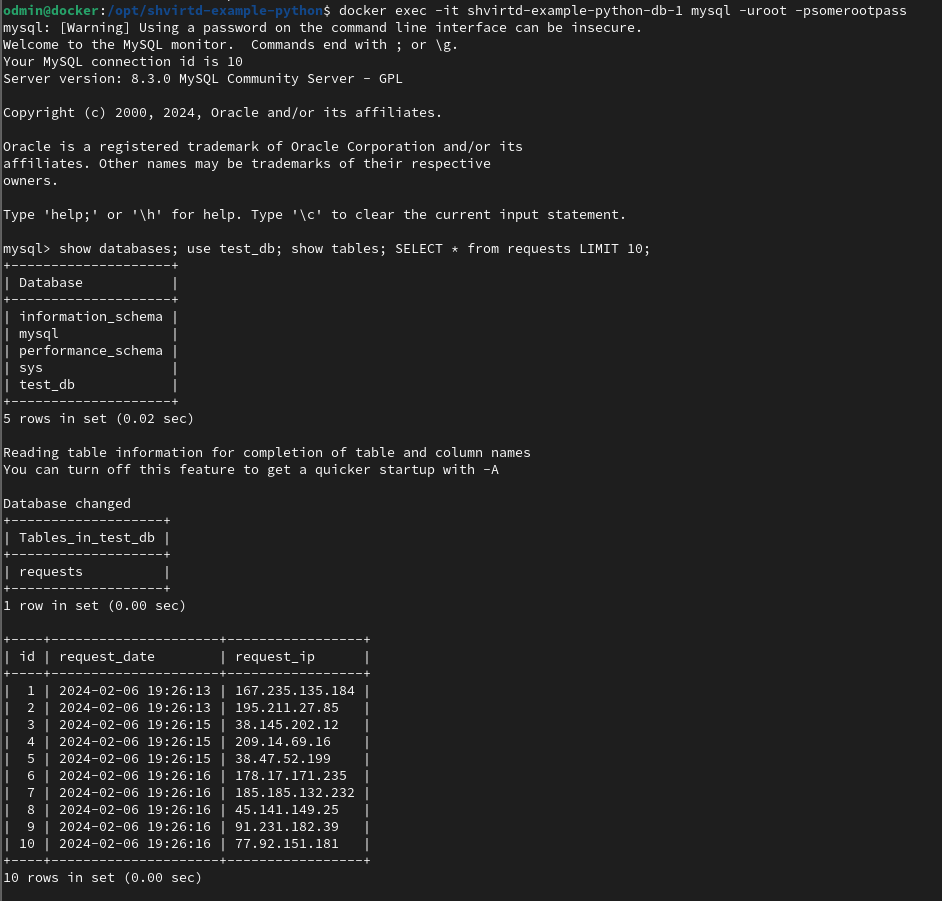 odmin@docker:/opt/shvirtd-example-python$ docker exec -it shvirtd-example-python-db-1 mysql -uroot -psomerootpass
mysql: [Warning] Using a password on the command line interface can be insecure.
Welcome to the MySQL monitor.  Commands end with ; or \g.
Your MySQL connection id is 10
Server version: 8.3.0 MySQL Community Server - GPL

Copyright (c) 2000, 2024, Oracle and/or its affiliates.

Oracle is a registered trademark of Oracle Corporation and/or its
affiliates. Other names may be trademarks of their respective
owners.

Type 'help;' or '\h' for help. Type '\c' to clear the current input statement.

mysql> show databases; use test_db; show tables; SELECT * from requests LIMIT 10;
+--------------------+
| Database           |
+--------------------+
| information_schema |
| mysql              |
| performance_schema |
| sys                |
| test_db            |
+--------------------+
5 rows in set (0.02 sec)

Reading table information for completion of table and column names
You can turn off this feature to get a quicker startup with -A

Database changed
+-------------------+
| Tables_in_test_db |
+-------------------+
| requests          |
+-------------------+
1 row in set (0.00 sec)

+----+---------------------+-----------------+
| id | request_date        | request_ip      |
+----+---------------------+-----------------+
|  1 | 2024-02-06 19:26:13 | 167.235.135.184 |
|  2 | 2024-02-06 19:26:13 | 195.211.27.85   |
|  3 | 2024-02-06 19:26:15 | 38.145.202.12   |
|  4 | 2024-02-06 19:26:15 | 209.14.69.16    |
|  5 | 2024-02-06 19:26:15 | 38.47.52.199    |
|  6 | 2024-02-06 19:26:16 | 178.17.171.235  |
|  7 | 2024-02-06 19:26:16 | 185.185.132.232 |
|  8 | 2024-02-06 19:26:16 | 45.141.149.25   |
|  9 | 2024-02-06 19:26:16 | 91.231.182.39   |
| 10 | 2024-02-06 19:26:16 | 77.92.151.181   |
+----+---------------------+-----------------+
10 rows in set (0.00 sec)